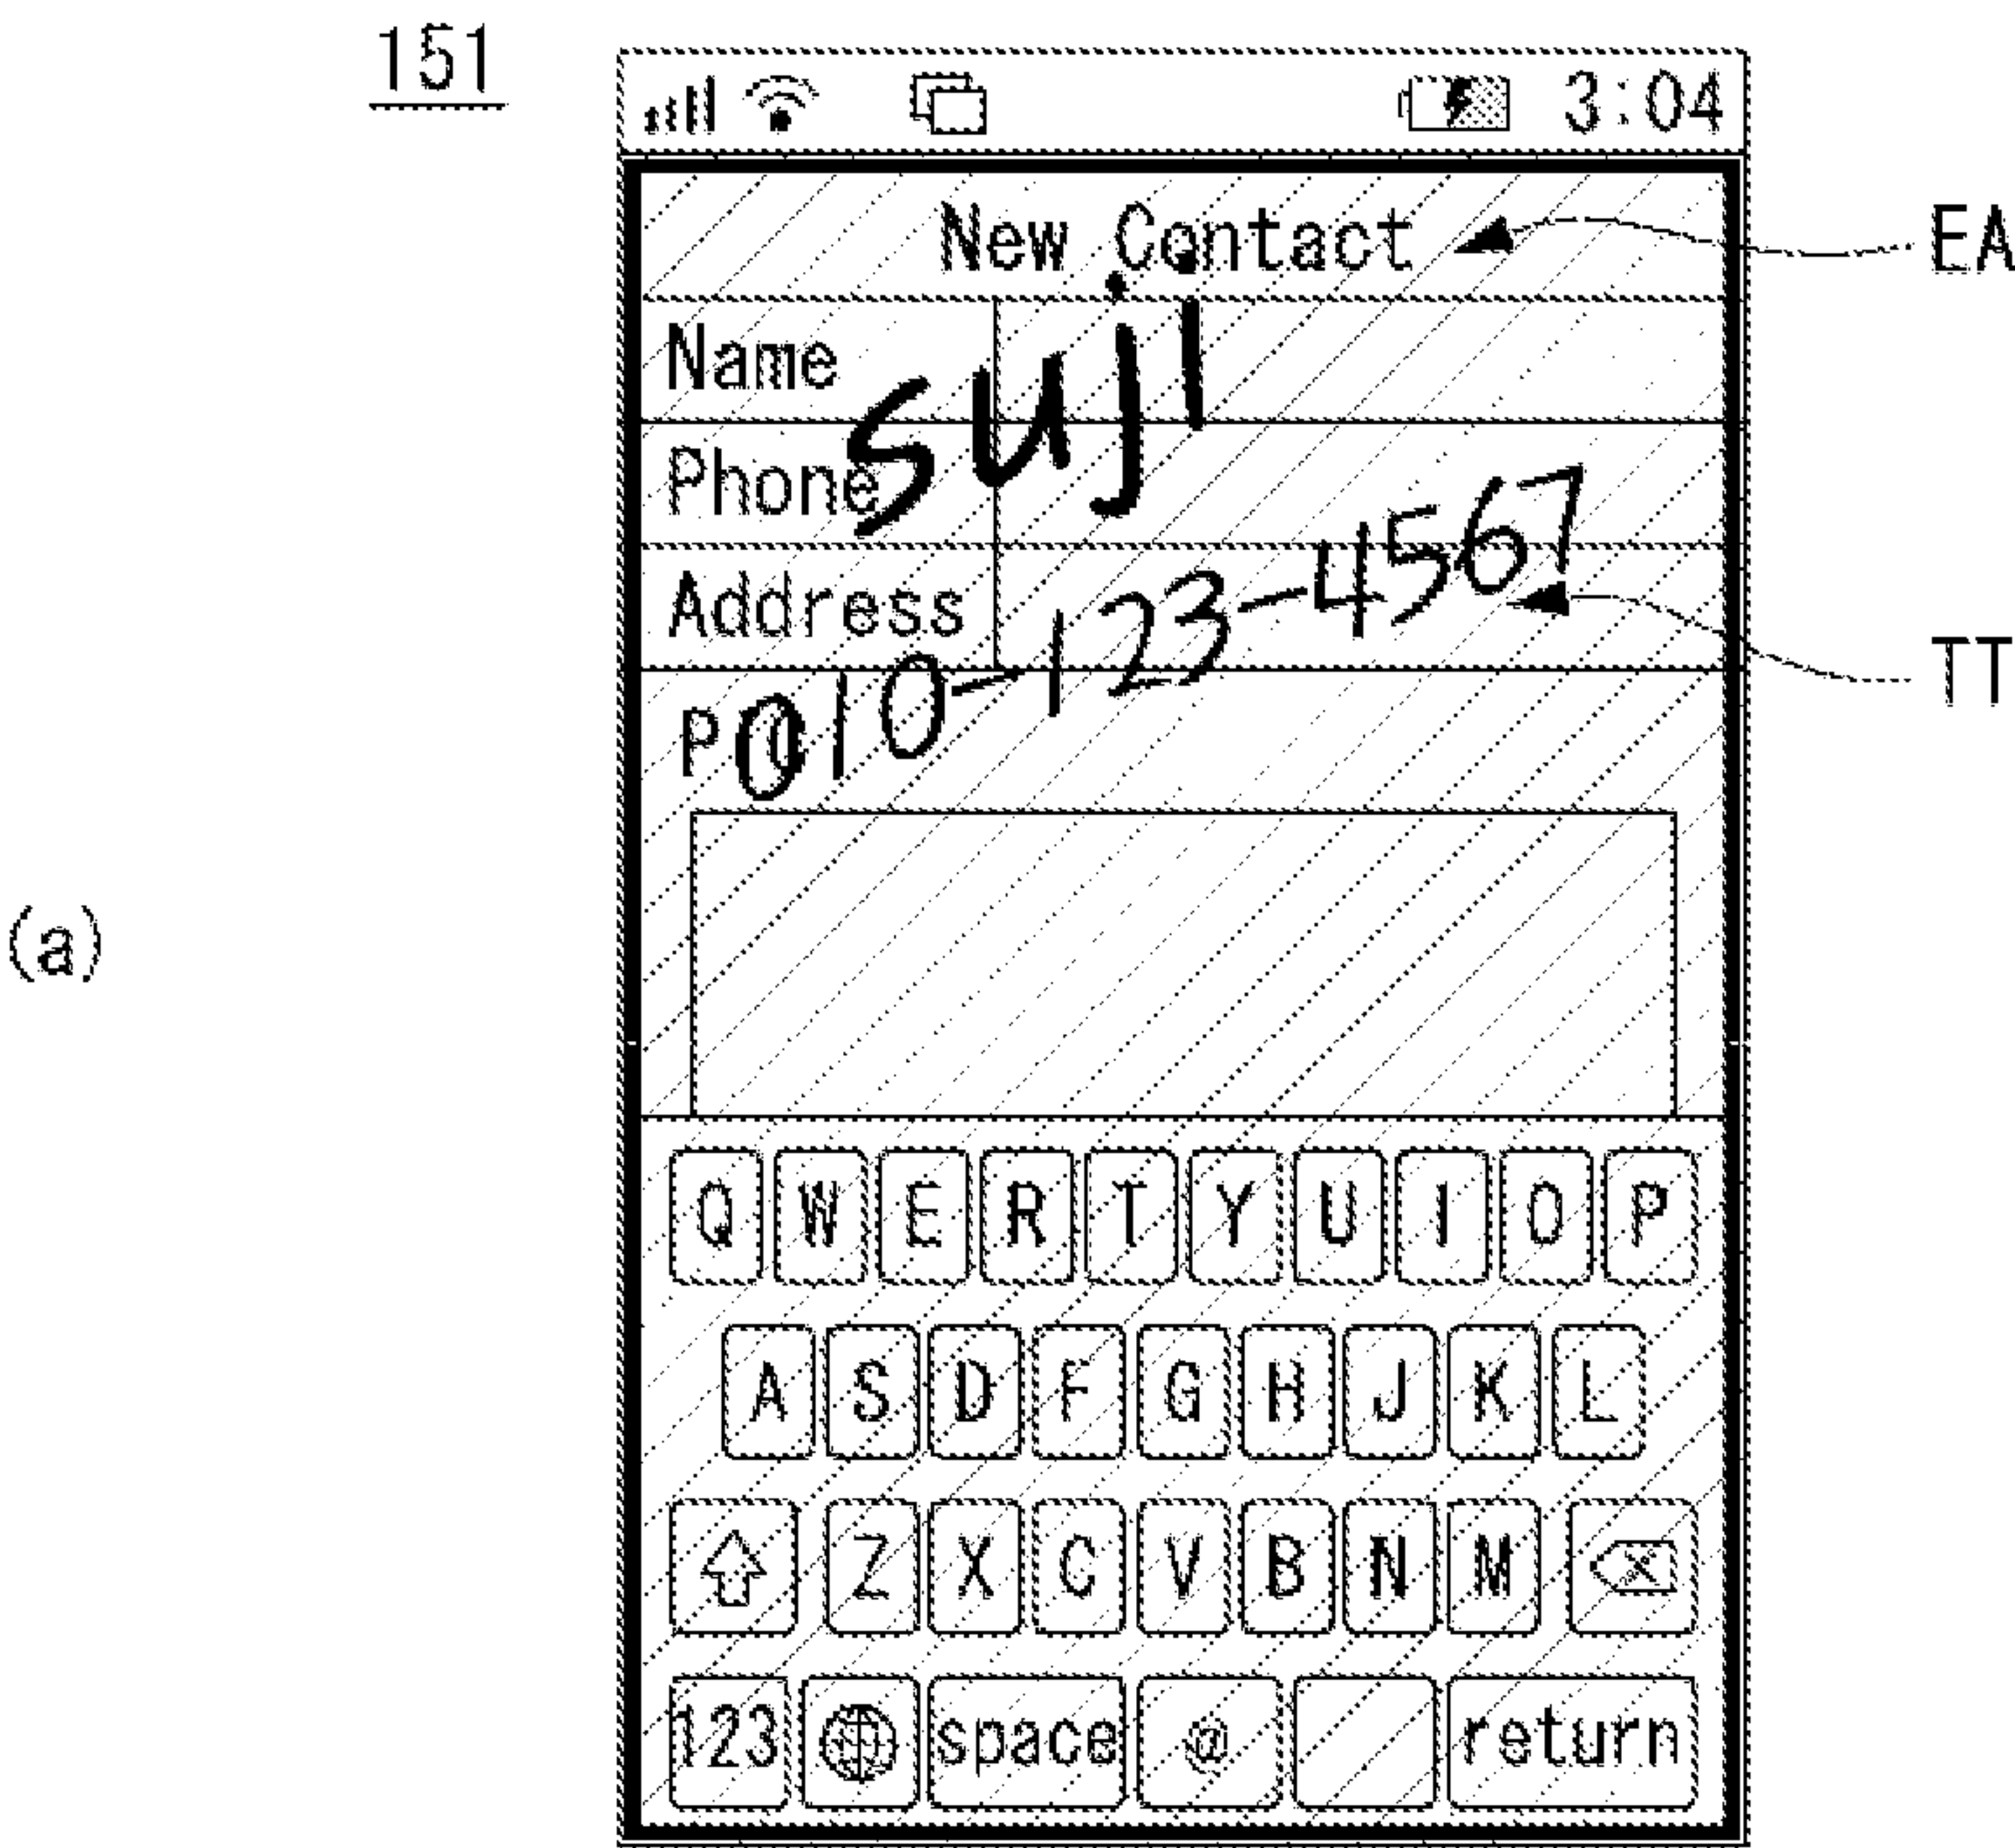 151
3:04
New Contact
EA
Name
suji
Phone
Address
010-123-4567
TT
(a)
Q W E R T Y U I O P
A S D F G H J K L
Z X C V B N M
123 space @ return